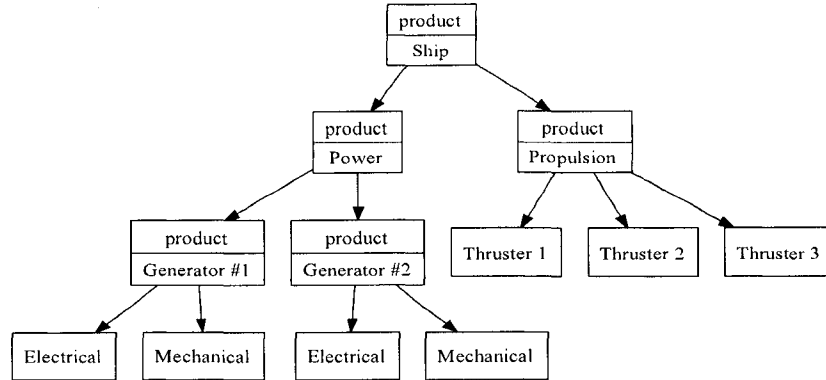 product
Ship
product
Power
product
Propulsion
product
Generator #1
product
Generator #2
Thruster 1
Thruster 2
Thruster 3
Electrical
Mechanical
Electrical
Mechanical